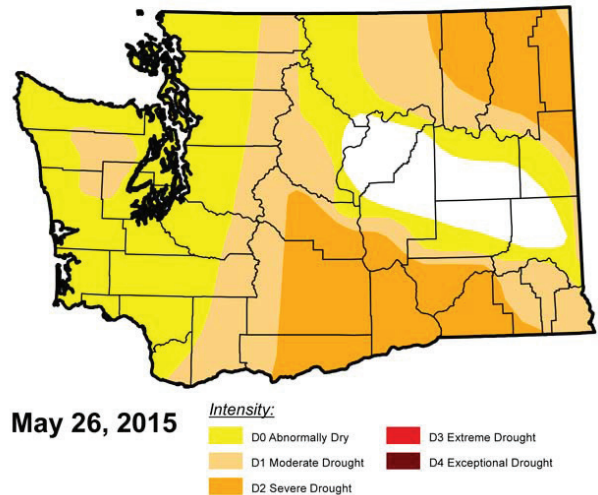 May 26, 2015
Intensity:
D0 Abnormally Dry
D1 Moderate Drought
D2 Severe Drought
D3 Extreme Drought
D4 Exceptional Drought